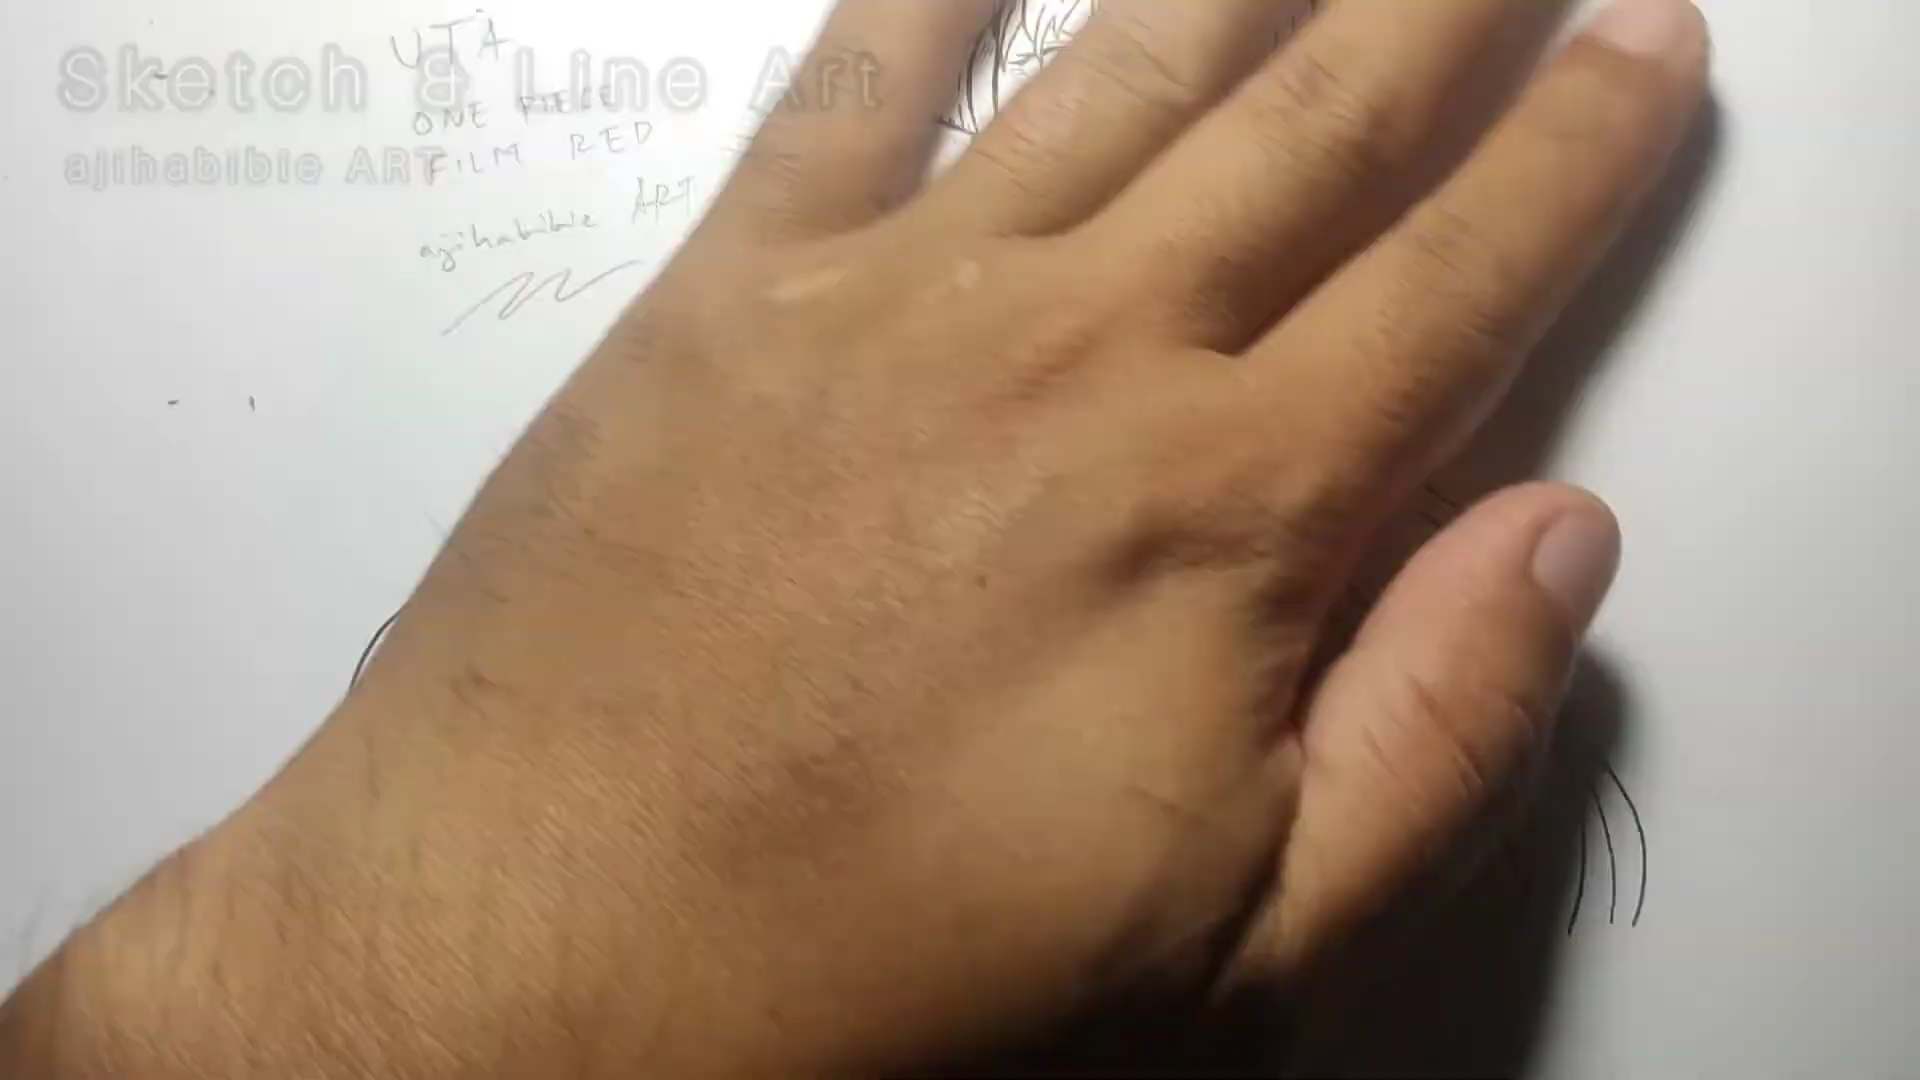 Sketch & Line Art
ajihabibie ART
UTA
ONE PIECE
FILM RED
ajihabibie ART